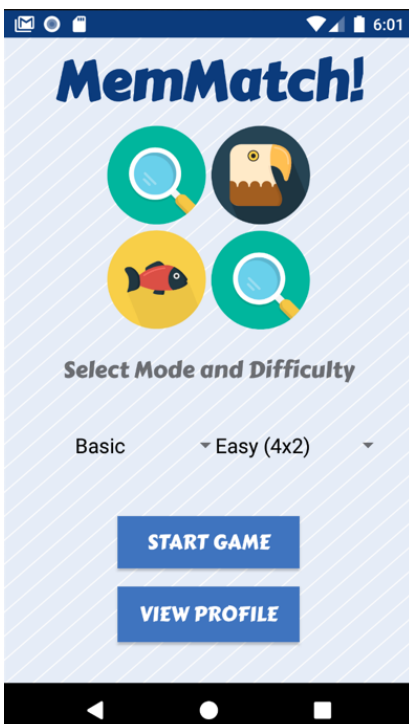 6:01
MemMatch!
Select Mode and Difficulty
Basic Easy (4x2)
START GAME
VIEW PROFILE